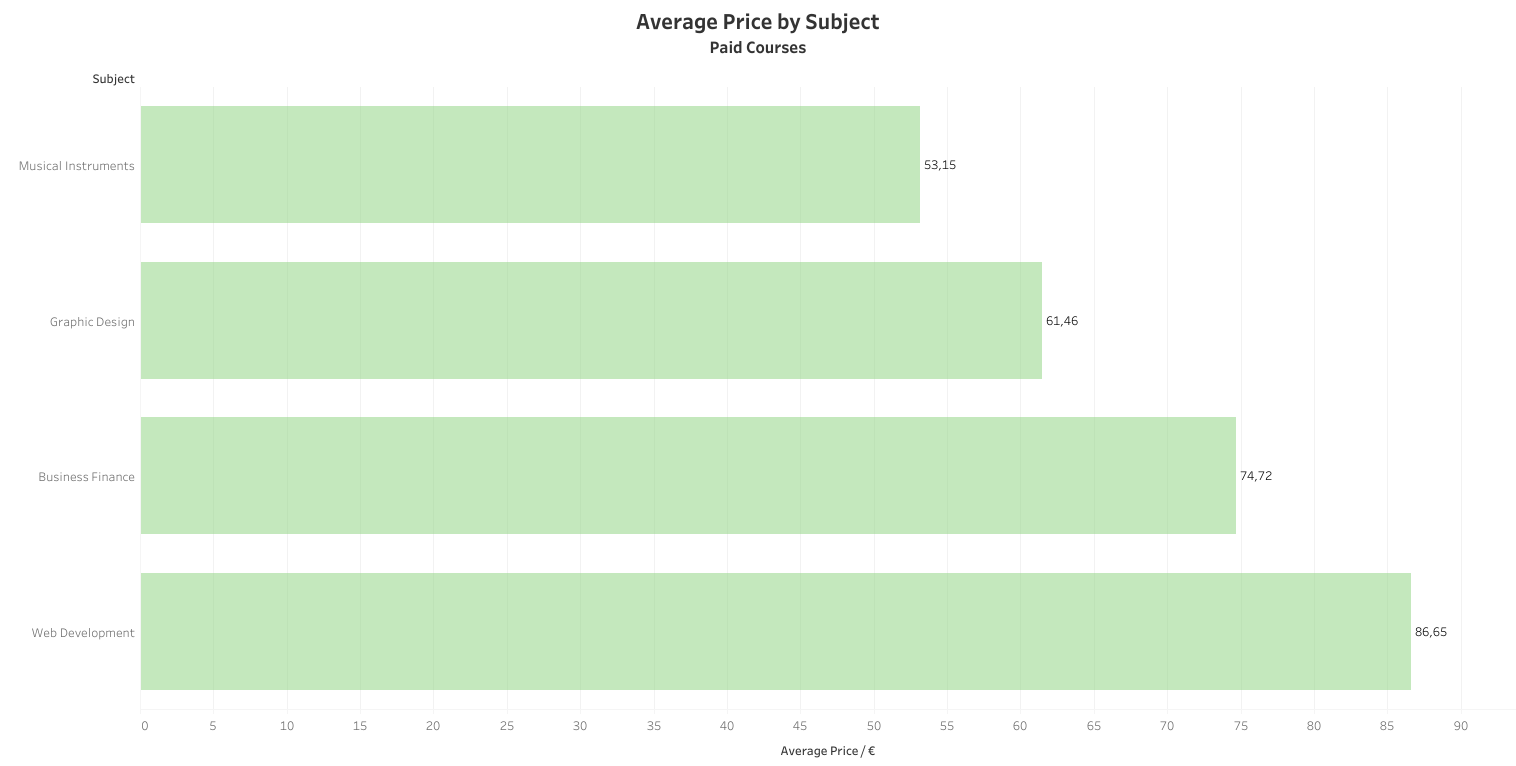 Average Price by Subject
Paid Courses
Subject
Musical Instruments 53,15
Graphic Design 61,46
Business Finance 74,72
Web Development 86,65
0 5 10 15 20 25 30 35 40 45 50 55 60 65 70 75 80 85 90
Average Price / €